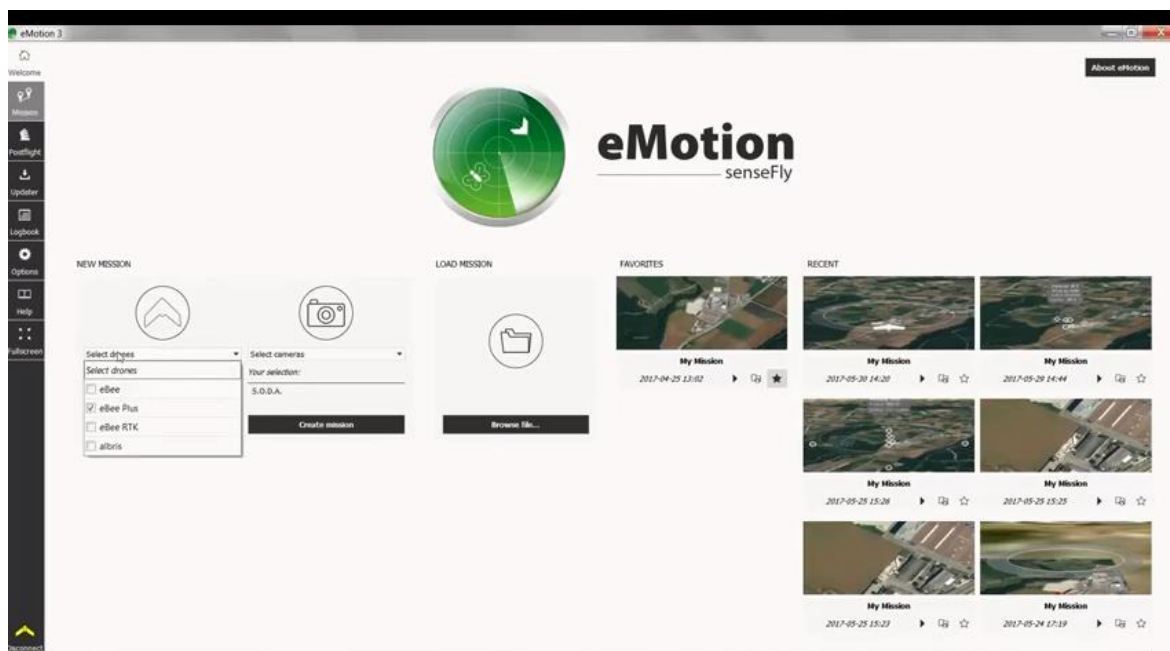 eMotion 3
Welcome
Mission
Postflight
Updater
Logbook
Options
Help
Fullscreen
Disconnect
About eMotion
eMotion
senseFly
NEW MISSION
Select drones
Select drones
eBee
eBee Plus
eBee RTK
albris
Select cameras
Your selection:
S.O.D.A.
Create mission
LOAD MISSION
Browse file...
FAVORITES
My Mission
2017-04-25 13:02
RECENT
My Mission
2017-05-30 14:20
My Mission
2017-05-29 14:44
My Mission
2017-05-25 15:26
My Mission
2017-05-25 15:25
My Mission
2017-05-25 15:23
My Mission
2017-05-24 17:19